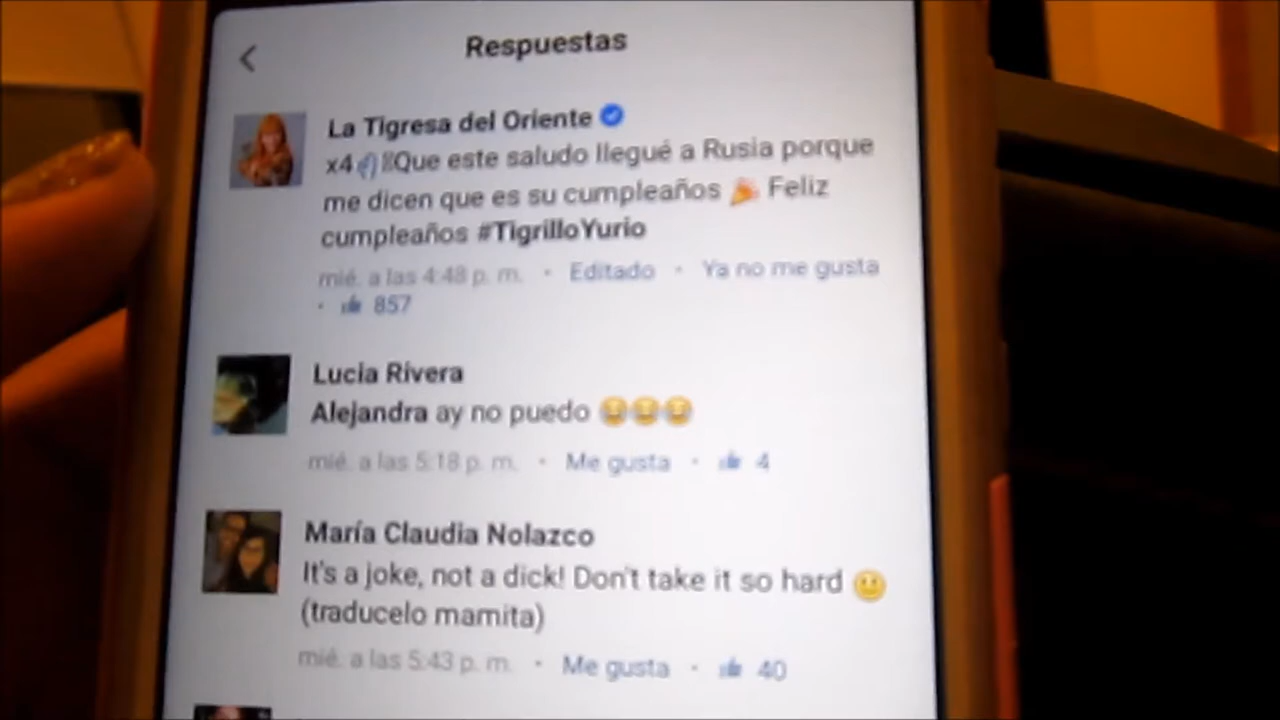 Respuestas
La Tigresa del Oriente
x4 Que este saludo llegué a Rusia porque
me dicen que es su cumpleaños 🎉 Feliz
cumpleaños #TigrilloYurio
mié. a las 4:48 p. m. · Editado · Ya no me gusta
· 857
Lucia Rivera
Alejandra ay no puedo 😂😂😂
mié. a las 5:18 p. m. · Me gusta · 4
María Claudia Nolazco
It's a joke, not a dick! Don't take it so hard 🙂
(traducelo mamita)
mié. a las 5:43 p. m. · Me gusta · 40